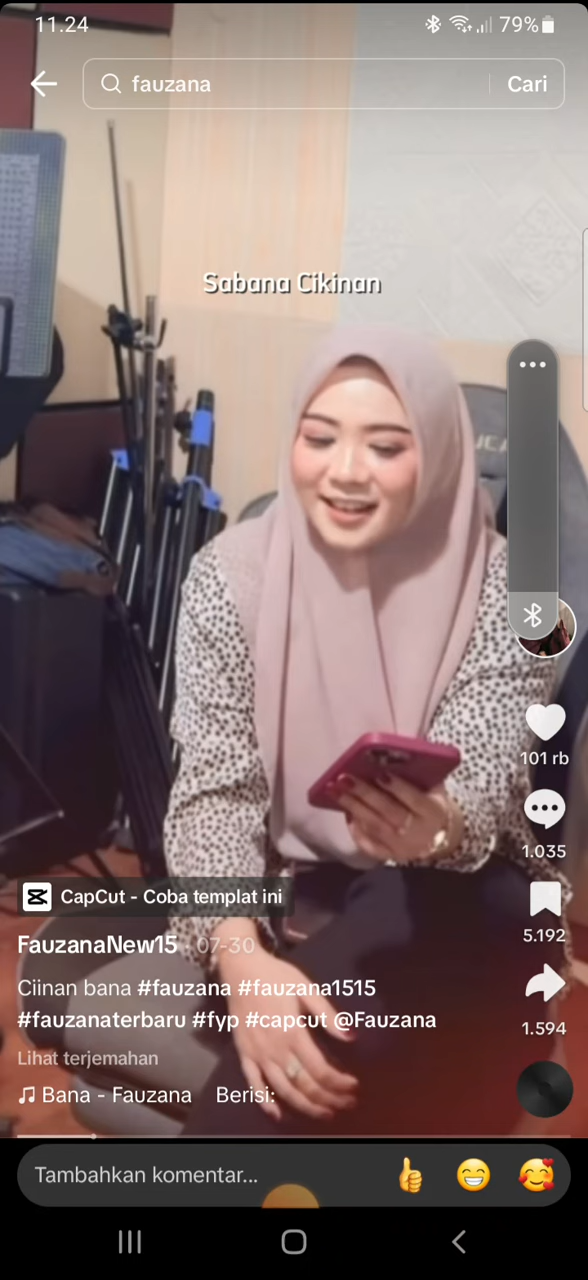 11.24
79%
fauzana
Cari
Sabana Cikinan
101 rb
1.035
CapCut - Coba templat ini
5.192
FauzanaNew15 · 07-30
Ciinan bana #fauzana #fauzana1515
#fauzanaterbaru #fyp #capcut @Fauzana
1.594
Lihat terjemahan
Bana - Fauzana Berisi:
Tambahkan komentar...